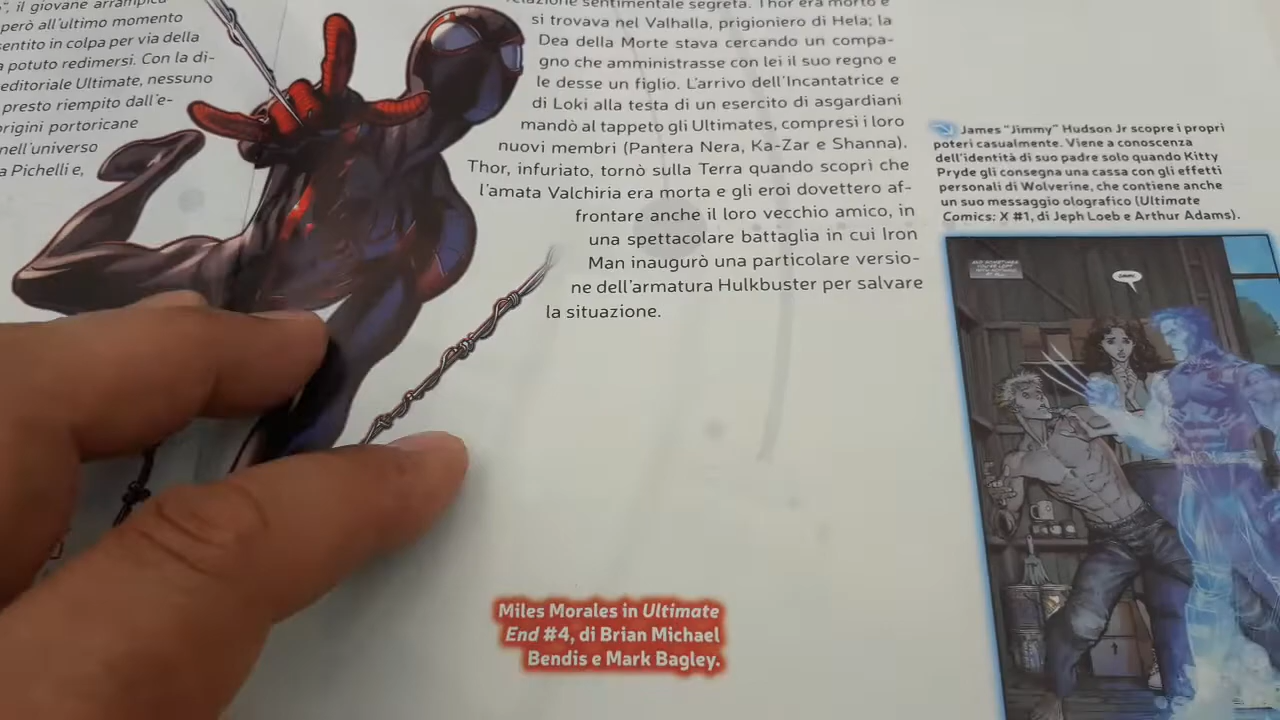 il giovane arrampica
però all'ultimo momento
sentito in colpa per via della
potuto redimersi. Con la di-
editoriale Ultimate, nessuno
presto riempito dall'e-
origini portoricane
nell'universo
Pichelli e,
relazione sentimentale segreta. Thor era morto e
si trovava nel Valhalla, prigioniero di Hela; la
Dea della Morte stava cercando un compa-
gno che amministrasse con lei il suo regno e
le desse un figlio. L'arrivo dell'Incantatrice e
di Loki alla testa di un esercito di asgardiani
mandò al tappeto gli Ultimates, compresi i loro
nuovi membri (Pantera Nera, Ka-Zar e Shanna).
Thor, infuriato, tornò sulla Terra quando scoprì che
l'amata Valchiria era morta e gli eroi dovettero af-
frontare anche il loro vecchio amico, in
una spettacolare battaglia in cui Iron
Man inaugurò una particolare versio-
ne dell'armatura Hulkbuster per salvare
la situazione.
Miles Morales in Ultimate
End #4, di Brian Michael
Bendis e Mark Bagley.
James "Jimmy" Hudson Jr scopre i propri
poteri casualmente. Viene a conoscenza
dell'identità di suo padre solo quando Kitty
Pryde gli consegna una cassa con gli effetti
personali di Wolverine, che contiene anche
un suo messaggio olografico (Ultimate
Comics: X #1, di Jeph Loeb e Arthur Adams).